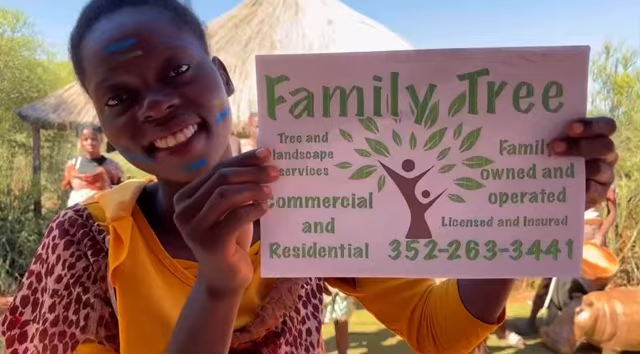 Family Tree
Tree and
landscape
services
Family
owned and
operated
Commercial
and
Residential
Licensed and Insured
352-263-3441